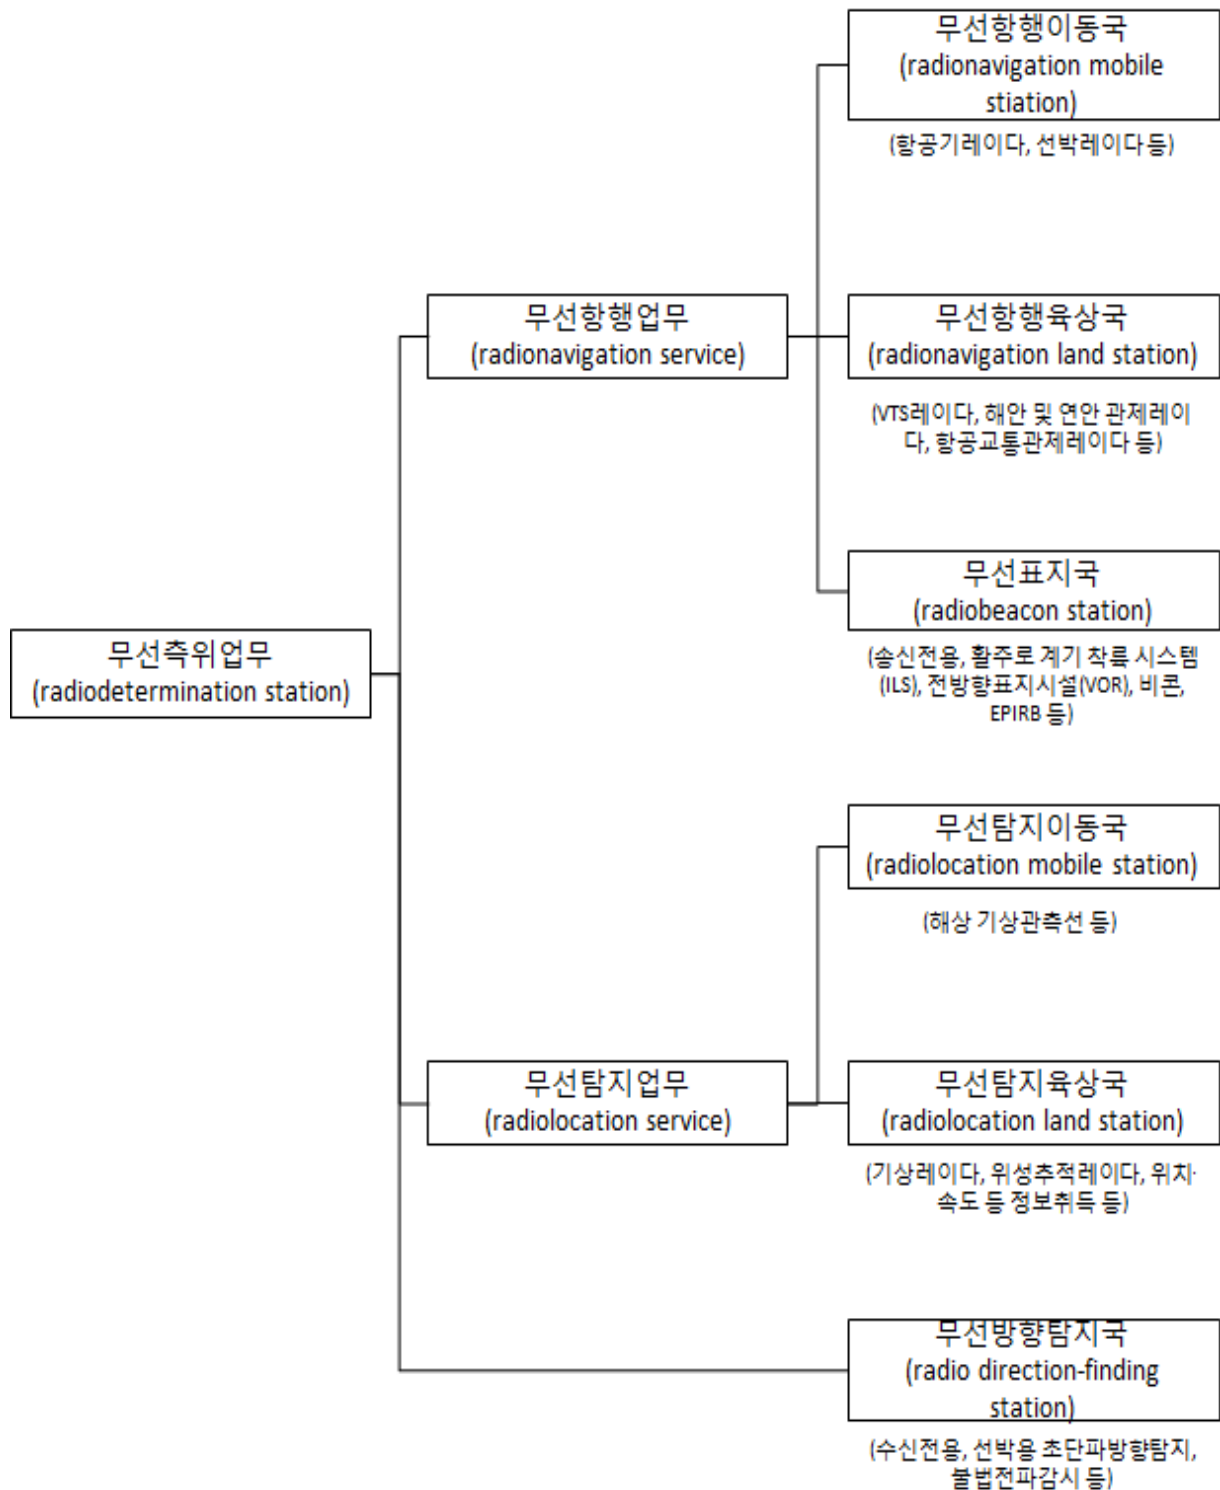 무선항행이동국
(radionavigation mobile
stiation)
(항공기레이다, 선박레이다 등)
무선항행업무
(radionavigation service)
무선항행육상국
(radionavigation land station)
(VTS레이다, 해안 및 연안 관제레이
다, 항공교통관제레이다 등)
무선표지국
(radiobeacon station)
(송신전용, 활주로 계기 착륙 시스템
(ILS), 전방향표지시설(VOR), 비콘,
EPIRB 등)
무선측위업무
(radiodetermination station)
무선탐지이동국
(radiolocation mobile station)
(해상 기상관측선 등)
무선탐지업무
(radiolocation service)
무선탐지육상국
(radiolocation land station)
(기상레이다, 위성추적레이다, 위치·
속도 등 정보취득 등)
무선방향탐지국
(radio direction-finding
station)
(수신전용, 선박용 초단파방향탐지,
불법전파감시 등)